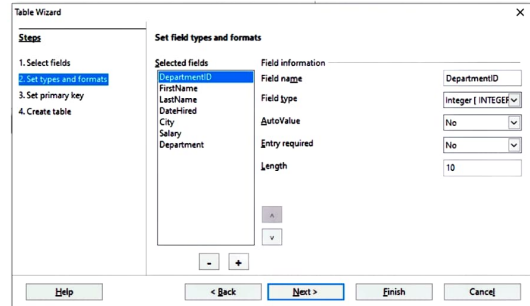 Table Wizard
Steps
1. Select fields
2. Set types and formats
3. Set primary key
4. Create table
Set field types and formats
Selected fields
DepartmentID
FirstName
LastName
DateHired
City
Salary
Department
- +
Field information
Field name DepartmentID
Field type Integer [ INTEGER
AutoValue No
Entry required No
Length 10
Help < Back Next > Finish Cancel